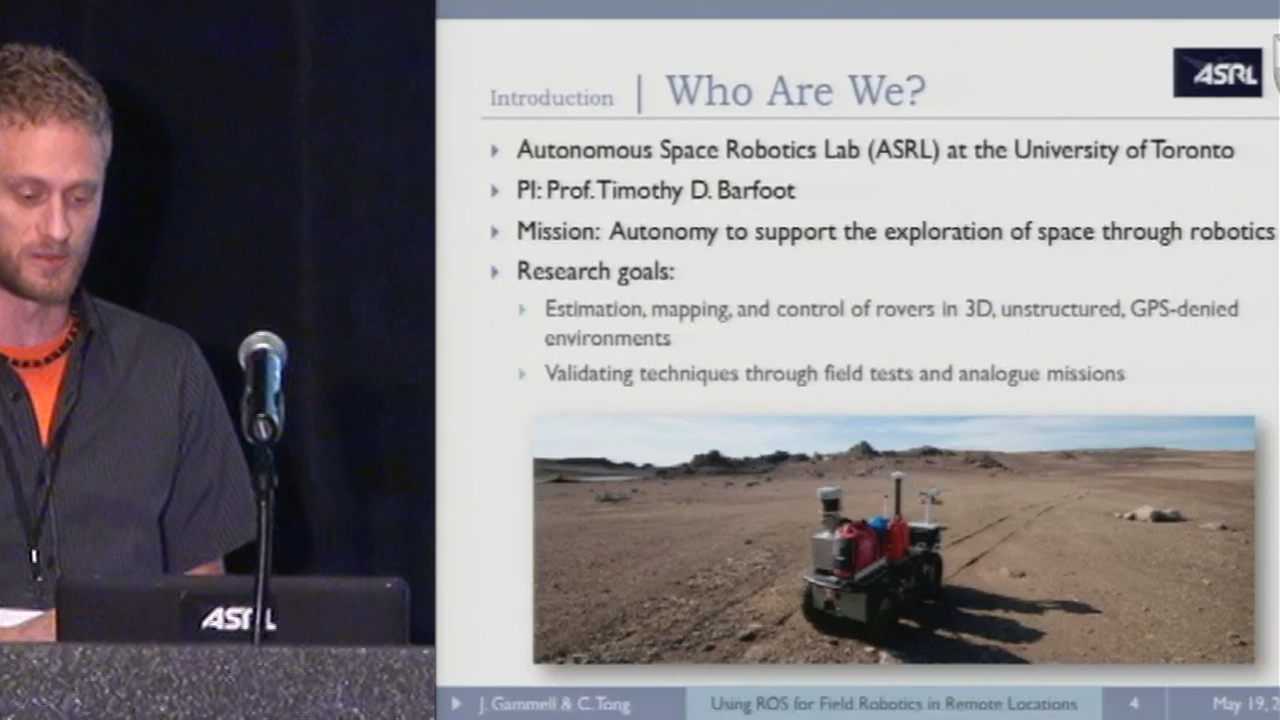 ASRL
Introduction | Who Are We?
Autonomous Space Robotics Lab (ASRL) at the University of Toronto
PI: Prof. Timothy D. Barfoot
Mission: Autonomy to support the exploration of space through robotics
Research goals:
Estimation, mapping, and control of rovers in 3D, unstructured, GPS-denied
environments
Validating techniques through field tests and analogue missions
ASRL
J. Gammell & C. Tong
Using ROS for Field Robotics in Remote Locations
4
May 19, 2